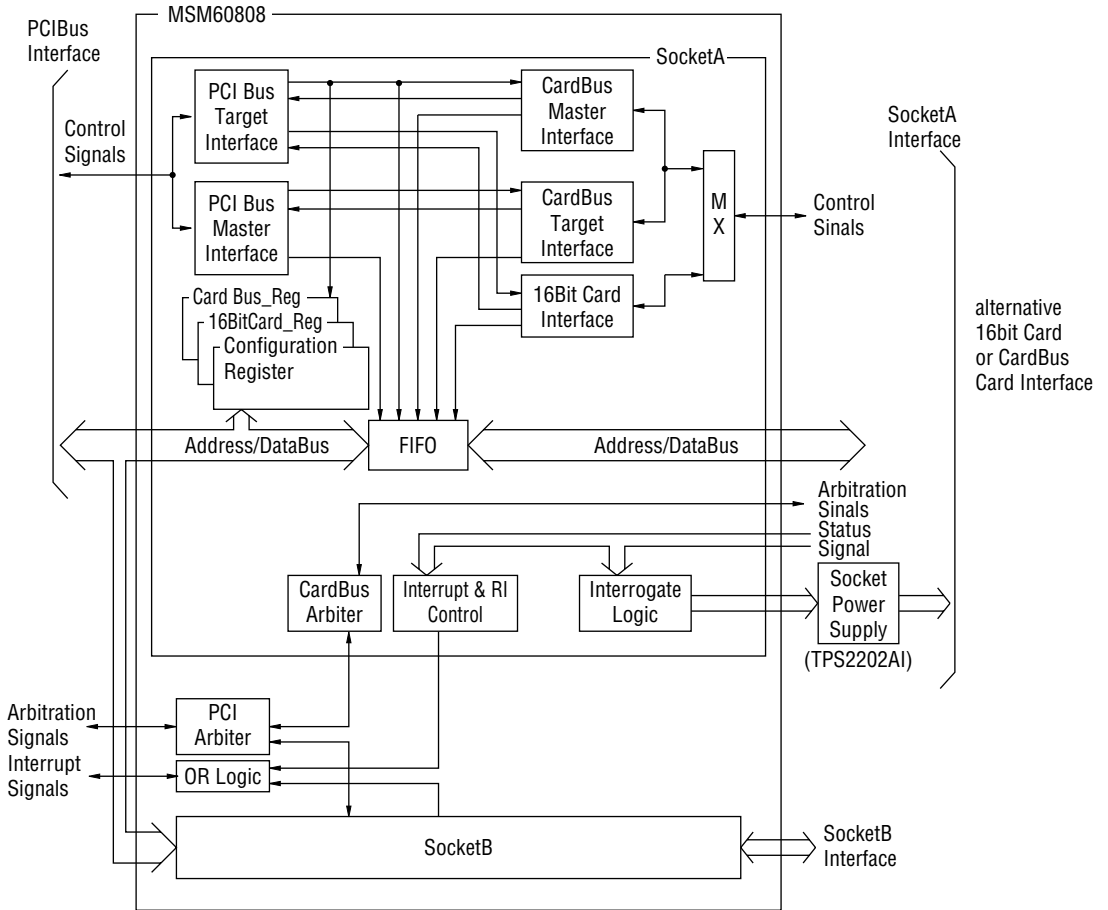 MSM60808
PCIBus
Interface
SocketA
PCI Bus
Target
Interface
CardBus
Master
Interface
SocketA
Interface
Control
Signals
PCI Bus
Master
Interface
CardBus
Target
Interface
M
X
Control
Sinals
16Bit Card
Interface
Card Bus_Reg
16BitCard_Reg
Configuration
Register
alternative
16bit Card
or CardBus
Card Interface
Address/DataBus
FIFO
Address/DataBus
Arbitration
Sinals
Status
Signal
CardBus
Arbiter
Interrupt & RI
Control
Interrogate
Logic
Socket
Power
Supply
(TPS2202AI)
Arbitration
Signals
PCI
Arbiter
Interrupt
Signals
OR Logic
SocketB
SocketB
Interface